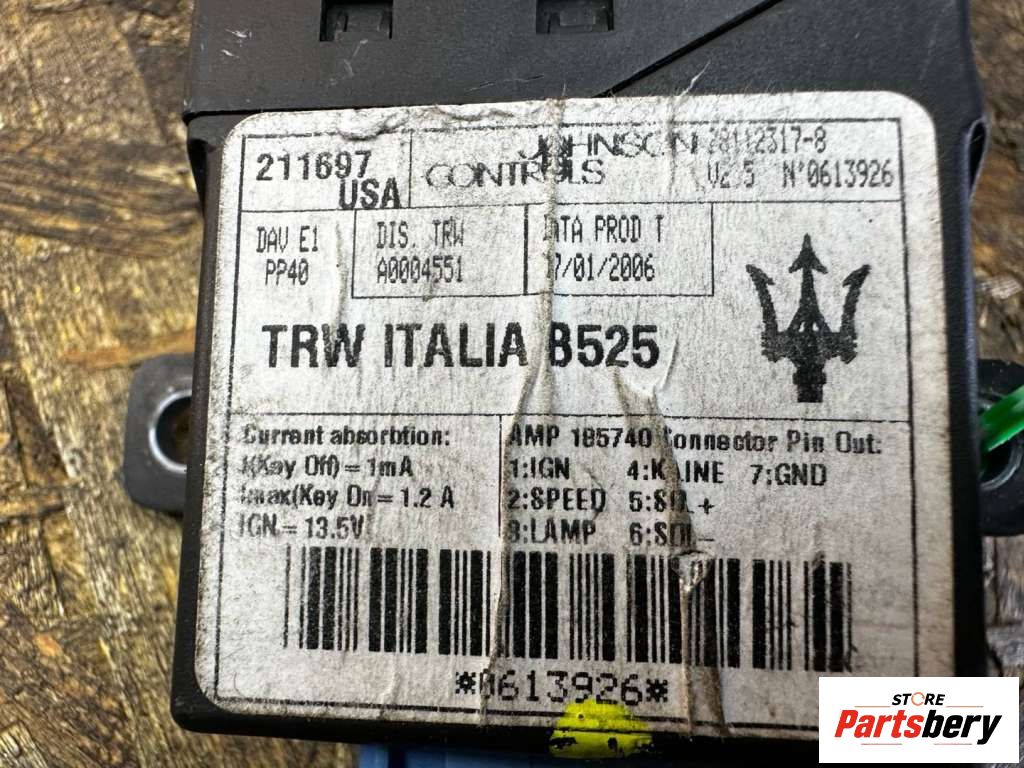 211697
USA
JOHNSON
CONTROLS
28112317-8
V2.5 N°0613926
DAV E1
PP40
DIS. TRW
A0004551
DATA PROD T
17/01/2006
TRW ITALIA B525
Current absorbtion:
I(Key Off)= 1mA
Imax(Key On= 1.2 A
IGN= 13.5V
AMP 185740 Connector Pin Out:
1:IGN 4:KLINE 7:GND
2:SPEED 5:SOL+
3:LAMP 6:SOL-
*0613926*
STORE
Partsbery